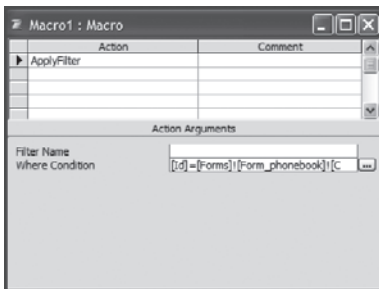 Macro1 : Macro
Action Comment
ApplyFilter
Action Arguments
Filter Name
Where Condition [Id]=[Forms]![Form_phonebook]![C ...